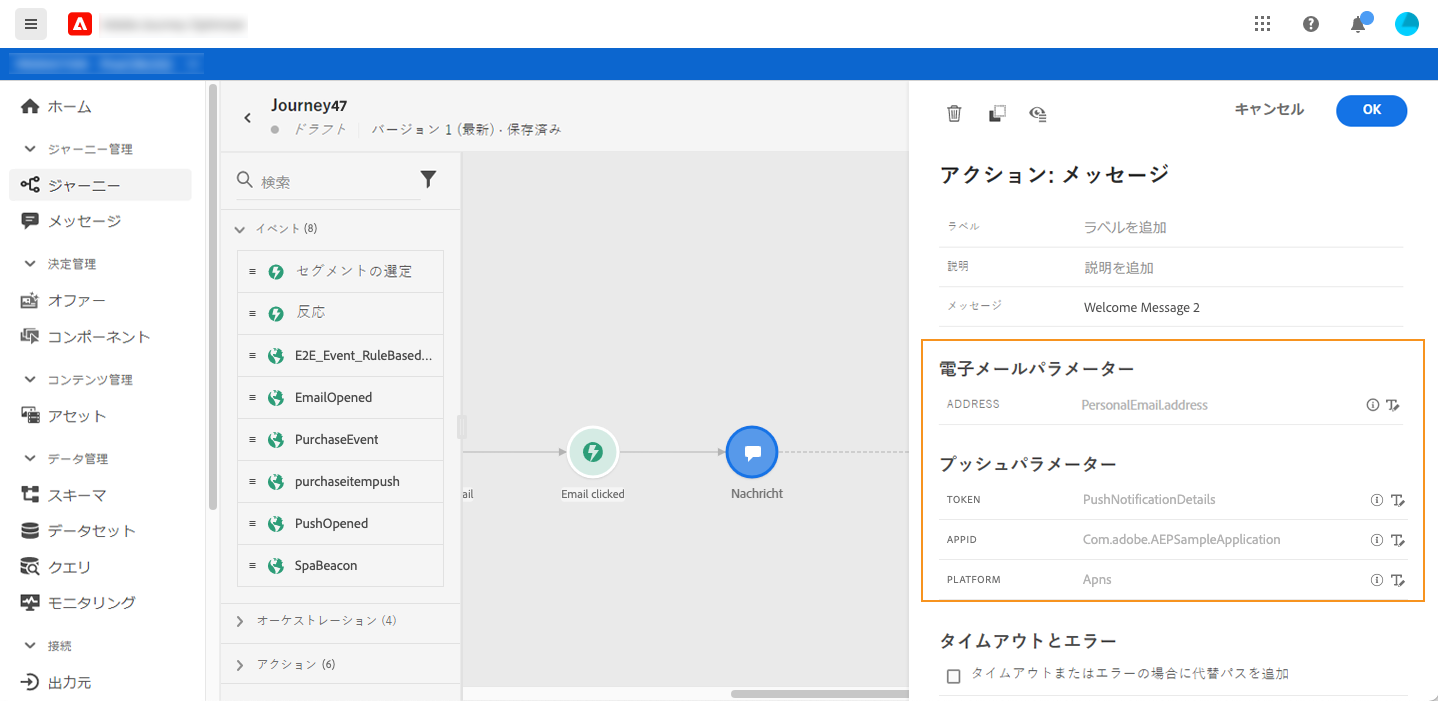 ホーム
ジャーニー管理
ジャーニー
メッセージ
決定管理
オファー
コンポーネント
コンテンツ管理
アセット
データ管理
スキーマ
データセット
クエリ
モニタリング
接続
出力元
Journey47
ドラフト バージョン 1 (最新) · 保存済み
検索
イベント (8)
セグメントの選定
反応
E2E_Event_RuleBased...
EmailOpened
PurchaseEvent
purchaseitempush
PushOpened
SpaBeacon
オーケストレーション (4)
アクション (6)
ail
Email clicked
Nachricht
キャンセル
OK
アクション: メッセージ
ラベル ラベルを追加
説明 説明を追加
メッセージ Welcome Message 2
電子メールパラメーター
ADDRESS PersonalEmail.address
プッシュパラメーター
TOKEN PushNotificationDetails
APPID Com.adobe.AEPSampleApplication
PLATFORM Apns
タイムアウトとエラー
タイムアウトまたはエラーの場合に代替パスを追加